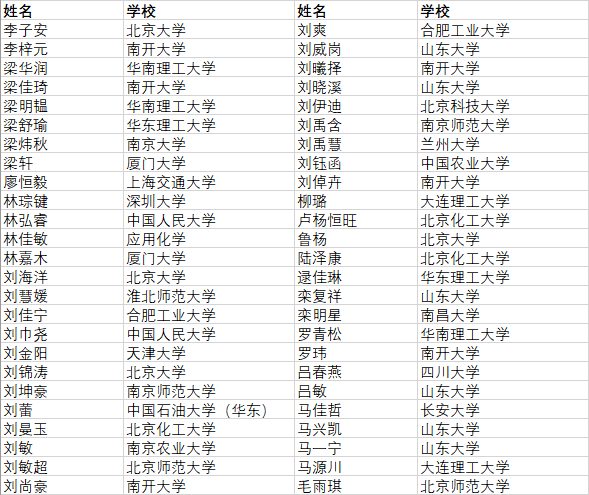 姓名 学校 姓名 学校
李子安 北京大学 刘爽 合肥工业大学
李梓元 南开大学 刘威岗 山东大学
梁华润 华南理工大学 刘曦择 南开大学
梁佳琦 南开大学 刘晓溪 山东大学
梁明韫 华南理工大学 刘伊迪 北京科技大学
梁舒瑜 华东理工大学 刘禹含 南京师范大学
梁炜秋 南京大学 刘禹慧 兰州大学
梁轩 厦门大学 刘钰函 中国农业大学
廖恒毅 上海交通大学 刘倬卉 南开大学
林琮键 深圳大学 柳璐 大连理工大学
林弘睿 中国人民大学 卢杨恒旺 北京化工大学
林佳敏 应用化学 鲁杨 北京大学
林嘉木 厦门大学 陆泽康 北京化工大学
刘海洋 北京大学 逯佳琳 华东理工大学
刘慧媛 淮北师范大学 栾复祥 山东大学
刘佳宁 合肥工业大学 栾明星 南昌大学
刘巾尧 中国人民大学 罗青松 华南理工大学
刘金阳 天津大学 罗玮 南开大学
刘锦涛 北京大学 吕春燕 四川大学
刘坤豪 南京师范大学 吕敏 山东大学
刘蕾 中国石油大学（华东） 马佳哲 长安大学
刘曼玉 北京化工大学 马兴凯 山东大学
刘敏 南京农业大学 马一宁 山东大学
刘敏超 北京师范大学 马源川 大连理工大学
刘尚豪 南开大学 毛雨琪 北京师范大学